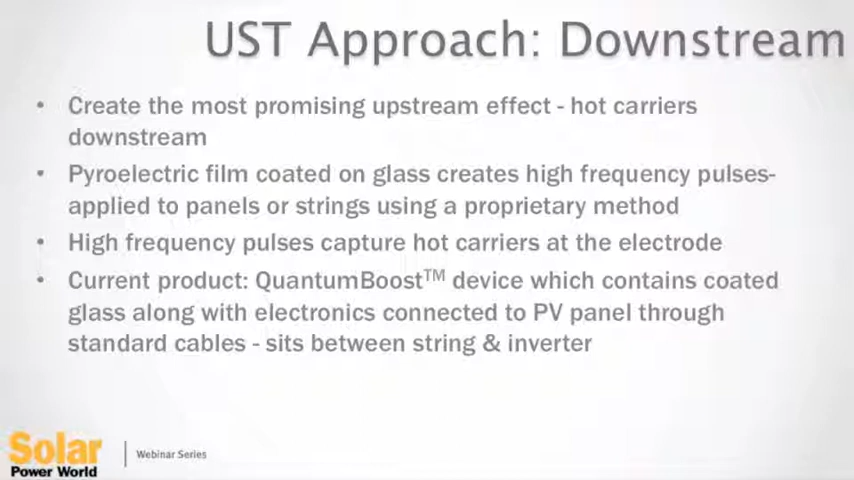 UST Approach: Downstream
• Create the most promising upstream effect - hot carriers
downstream
• Pyroelectric film coated on glass creates high frequency pulses-
applied to panels or strings using a proprietary method
• High frequency pulses capture hot carriers at the electrode
• Current product: QuantumBoost™ device which contains coated
glass along with electronics connected to PV panel through
standard cables - sits between string & inverter
Solar
Power World
Webinar Series